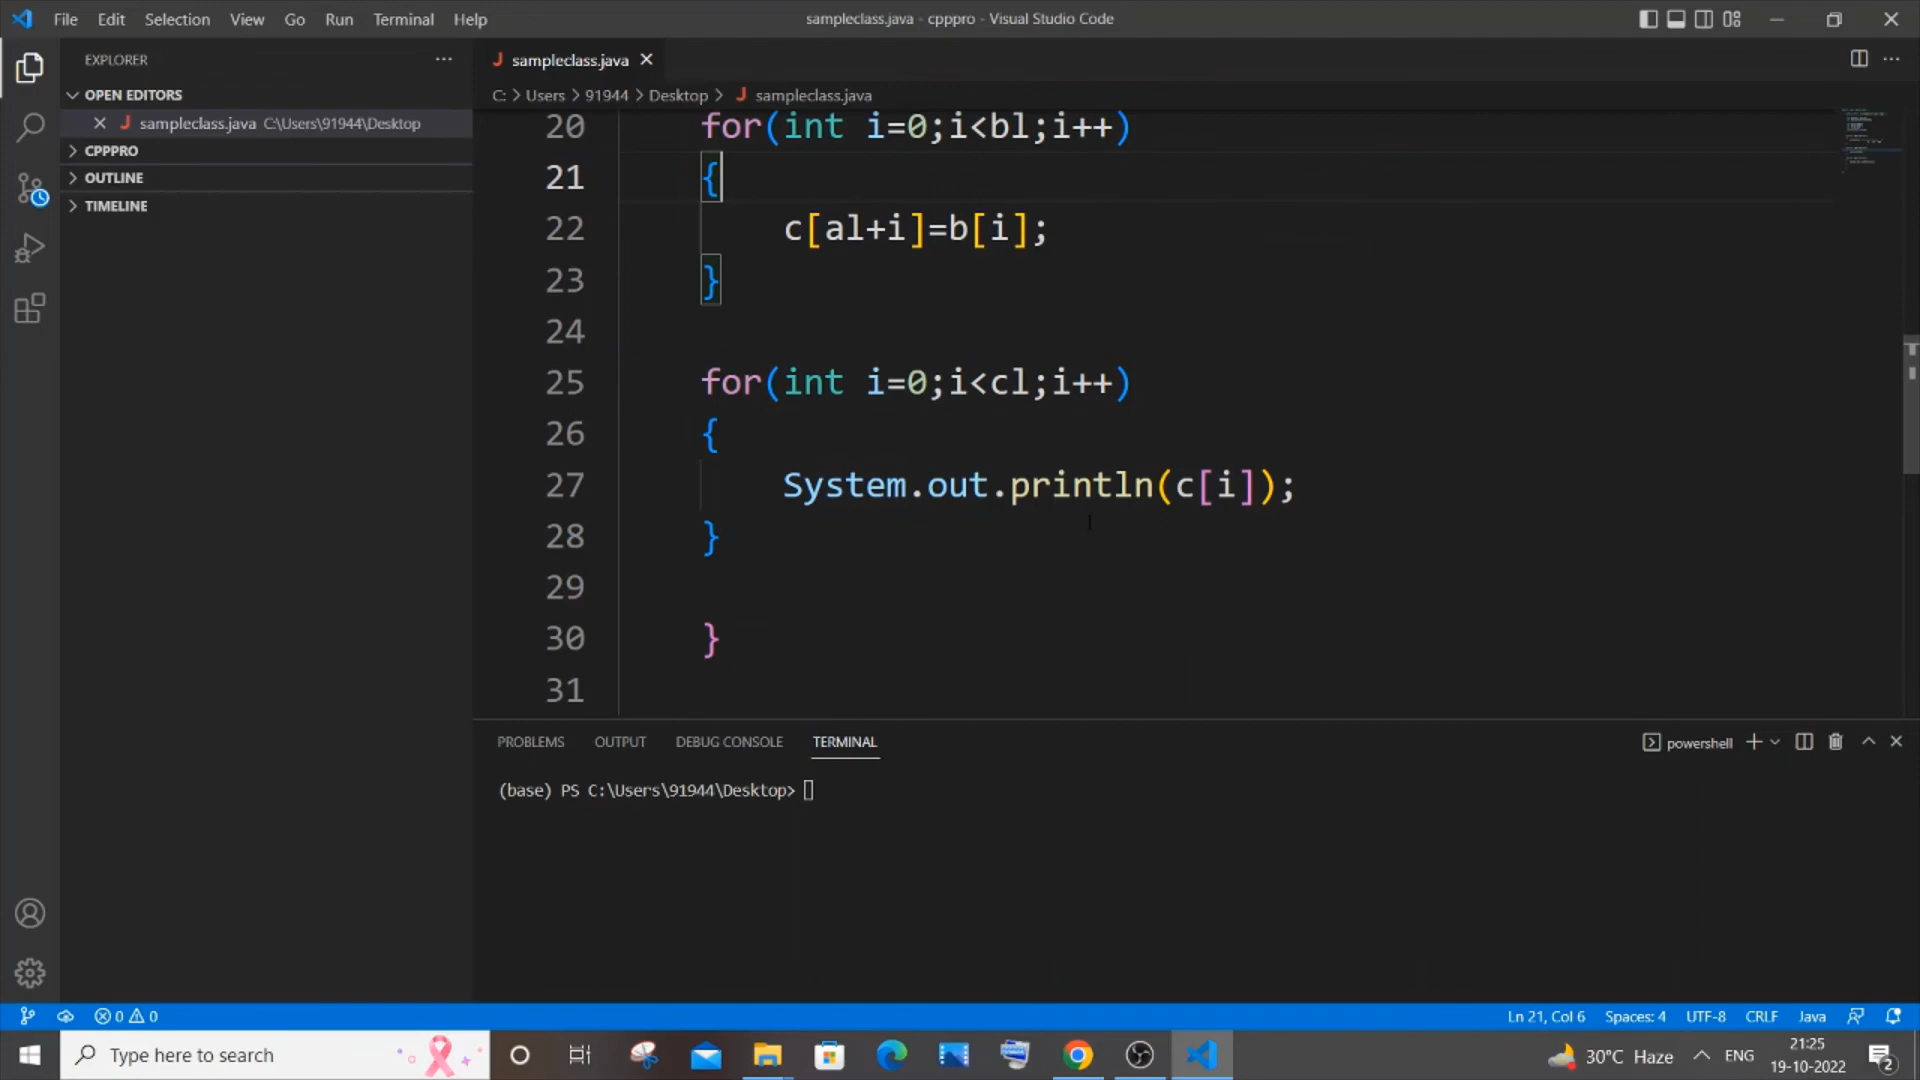 File Edit Selection View Go Run Terminal Help
sampleclass.java - cpppro - Visual Studio Code
EXPLORER
OPEN EDITORS
sampleclass.java C:\Users\91944\Desktop
CPPPRO
OUTLINE
TIMELINE
sampleclass.java
C: > Users > 91944 > Desktop > sampleclass.java
20 for(int i=0;i<bl;i++)
21 {
22 c[al+i]=b[i];
23 }
24
25 for(int i=0;i<cl;i++)
26 {
27 System.out.println(c[i]);
28 }
29
30 }
31
PROBLEMS OUTPUT DEBUG CONSOLE TERMINAL
powershell
(base) PS C:\Users\91944\Desktop>
0 0
Ln 21, Col 6 Spaces: 4 UTF-8 CRLF Java
Type here to search
30°C Haze
ENG
21:25
19-10-2022
2